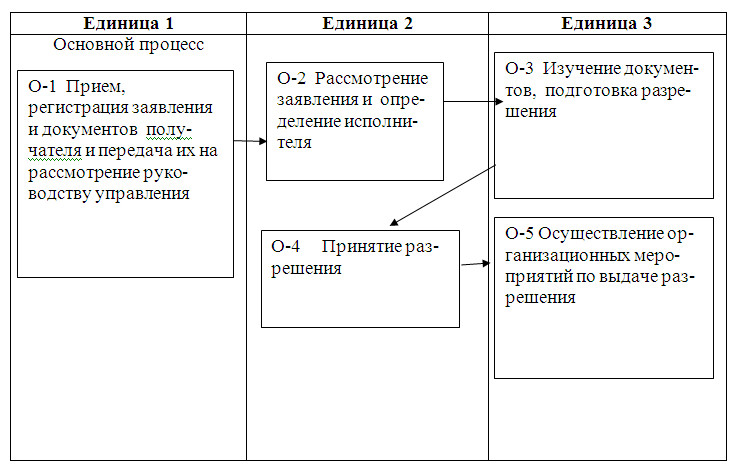 Единица 1
Единица 2
Единица 3
Основной процесс
О-1 Прием,
регистрация заявления
и документов полу-
чателя и передача их на
рассмотрение руко-
водству управления
О-2 Рассмотрение
заявления и опре-
деление исполни-
теля
О-3 Изучение докумен-
тов, подготовка разре-
шения
О-4 Принятие раз-
решения
О-5 Осуществление ор-
ганизационных меро-
приятий по выдаче раз-
решения